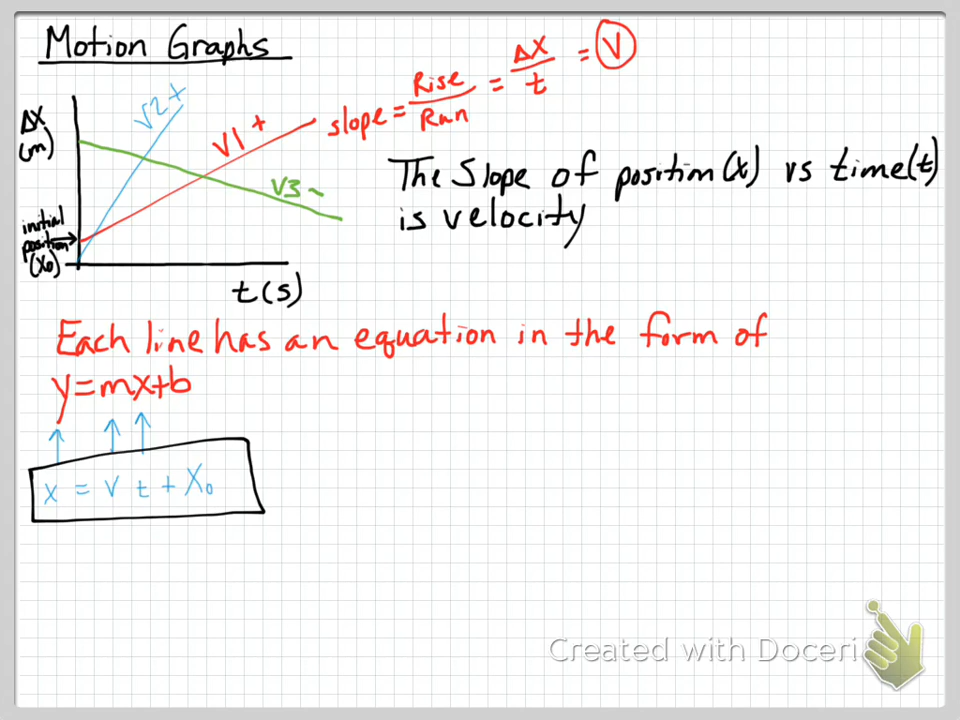 Motion Graphs
slope = Rise / Run = ΔX / t = V
ΔX
(m)
V2 +
V1 +
V3 ~
The Slope of position (x) vs time (t)
is velocity
initial
position
(X₀)
t (s)
Each line has an equation in the form of
y = mx + b
x = v t + X₀
Created with Doceri